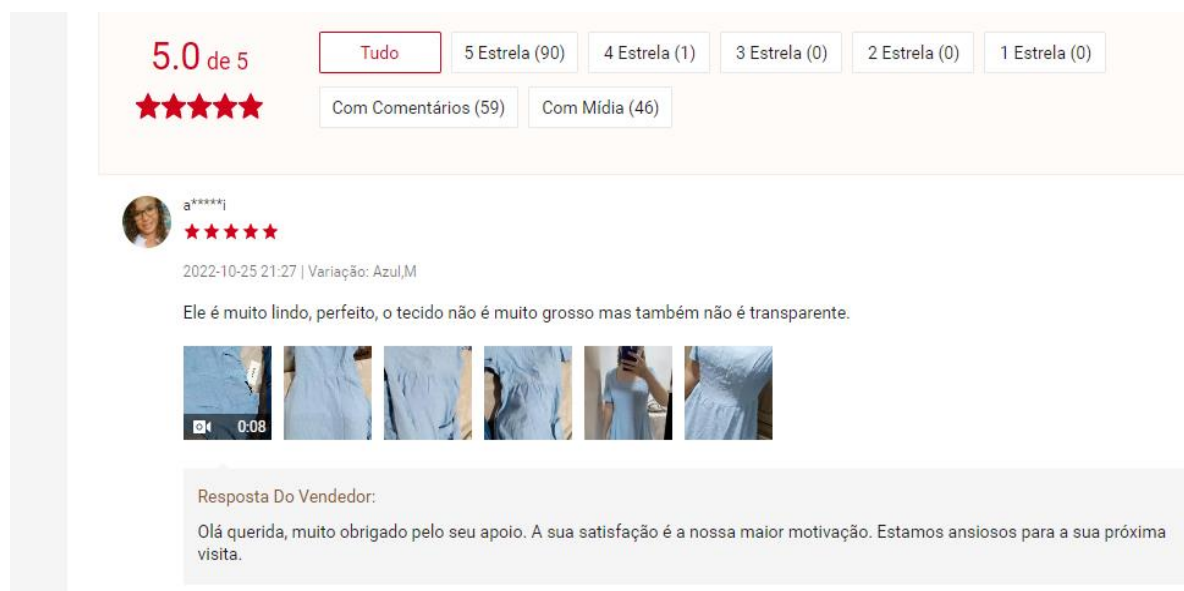 5.0 de 5
Tudo
5 Estrela (90)
4 Estrela (1)
3 Estrela (0)
2 Estrela (0)
1 Estrela (0)
Com Comentários (59)
Com Mídia (46)
a*****i
2022-10-25 21:27 | Variação: Azul,M
Ele é muito lindo, perfeito, o tecido não é muito grosso mas também não é transparente.
0:08
Resposta Do Vendedor:
Olá querida, muito obrigado pelo seu apoio. A sua satisfação é a nossa maior motivação. Estamos ansiosos para a sua próxima
visita.